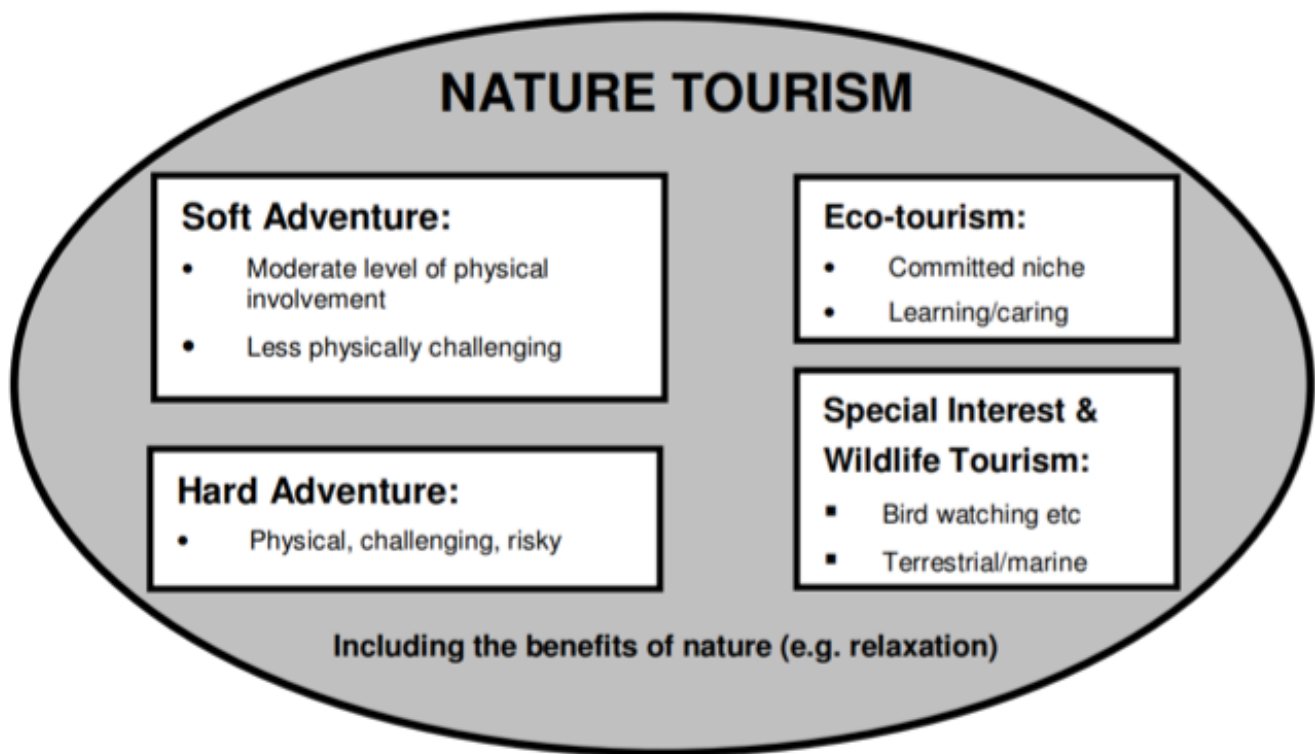 NATURE TOURISM
Soft Adventure:
• Moderate level of physical
involvement
• Less physically challenging
Hard Adventure:
• Physical, challenging, risky
Eco-tourism:
• Committed niche
• Learning/caring
Special Interest &
Wildlife Tourism:
▪ Bird watching etc
▪ Terrestrial/marine
Including the benefits of nature (e.g. relaxation)